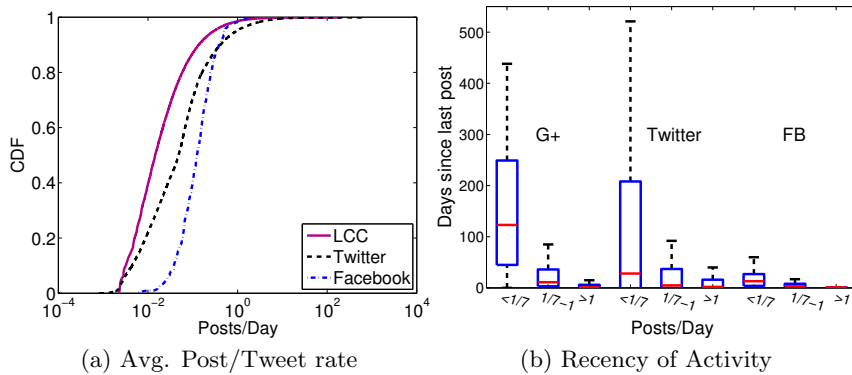 1
0.8
0.6
0.4
0.2
0
CDF
LCC
Twitter
Facebook
10^-4 10^-2 10^0 10^2 10^4
Posts/Day
(a) Avg. Post/Tweet rate
500
400
300
200
100
0
Days since last post
G+ Twitter FB
<1/7 1/7-1 >1 <1/7 1/7-1 >1 <1/7 1/7-1 >1
Posts/Day
(b) Recency of Activity